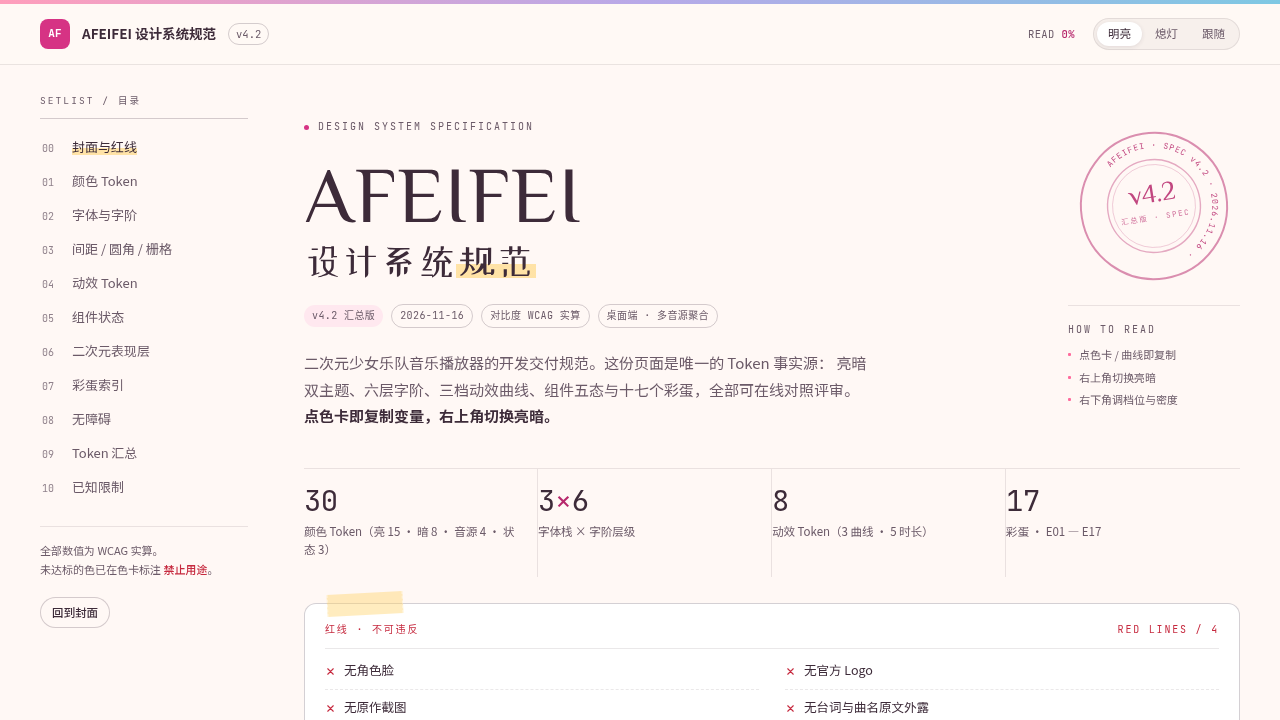 AF AFEIFEI 设计系统规范 v4.2
READ 0% 明亮 熄灯 跟随
SETLIST / 目录
00 封面与红线
01 颜色 Token
02 字体与字阶
03 间距 / 圆角 / 栅格
04 动效 Token
05 组件状态
06 二次元表现层
07 彩蛋索引
08 无障碍
09 Token 汇总
10 已知限制
全部数值为 WCAG 实算。
未达标的色已在色卡标注 禁止用途。
回到封面
DESIGN SYSTEM SPECIFICATION
AFEIFEI
设计系统规范
v4.2 汇总版 2026-11-16 对比度 WCAG 实算 桌面端 · 多音源聚合
二次元少女乐队音乐播放器的开发交付规范。这份页面是唯一的 Token 事实源： 亮暗
双主题、六层字阶、三档动效曲线、组件五态与十七个彩蛋，全部可在线对照评审。
点色卡即复制变量，右上角切换亮暗。
AFEIFEI · SPEC v4.2 · 2026.11.16 ·
v4.2
汇总版 · SPEC
HOW TO READ
点色卡 / 曲线即复制
右上角切换亮暗
右下角调档位与密度
30
颜色 Token（亮 15 · 暗 8 · 音源 4 · 状
态 3）
3×6
字体栈 × 字阶层级
8
动效 Token（3 曲线 · 5 时长）
17
彩蛋 · E01 — E17
红线 · 不可违反
RED LINES / 4
× 无角色脸
× 无官方 Logo
× 无原作截图
× 无台词与曲名原文外露